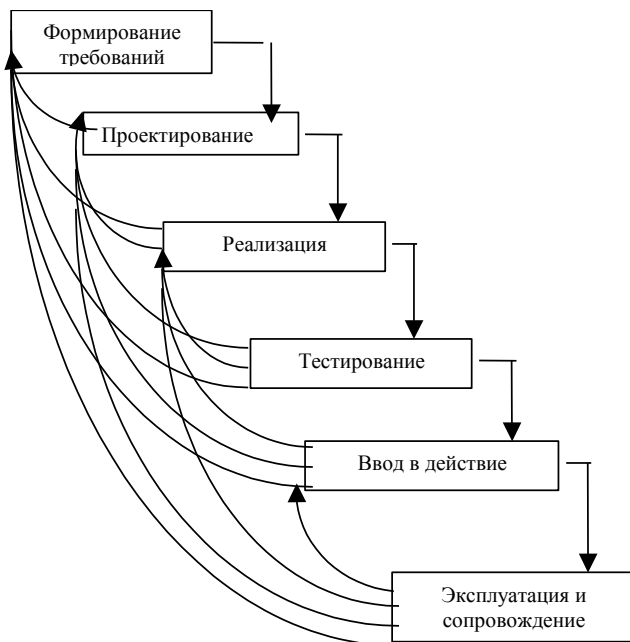 Формирование
требований
Проектирование
Реализация
Тестирование
Ввод в действие
Эксплуатация и
сопровождение